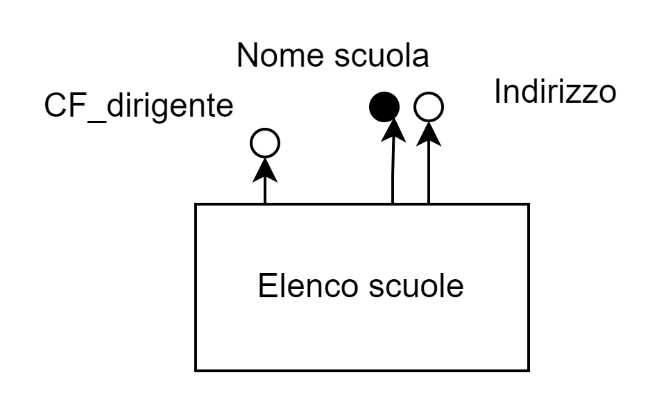 Nome scuola
CF_dirigente
Indirizzo
Elenco scuole